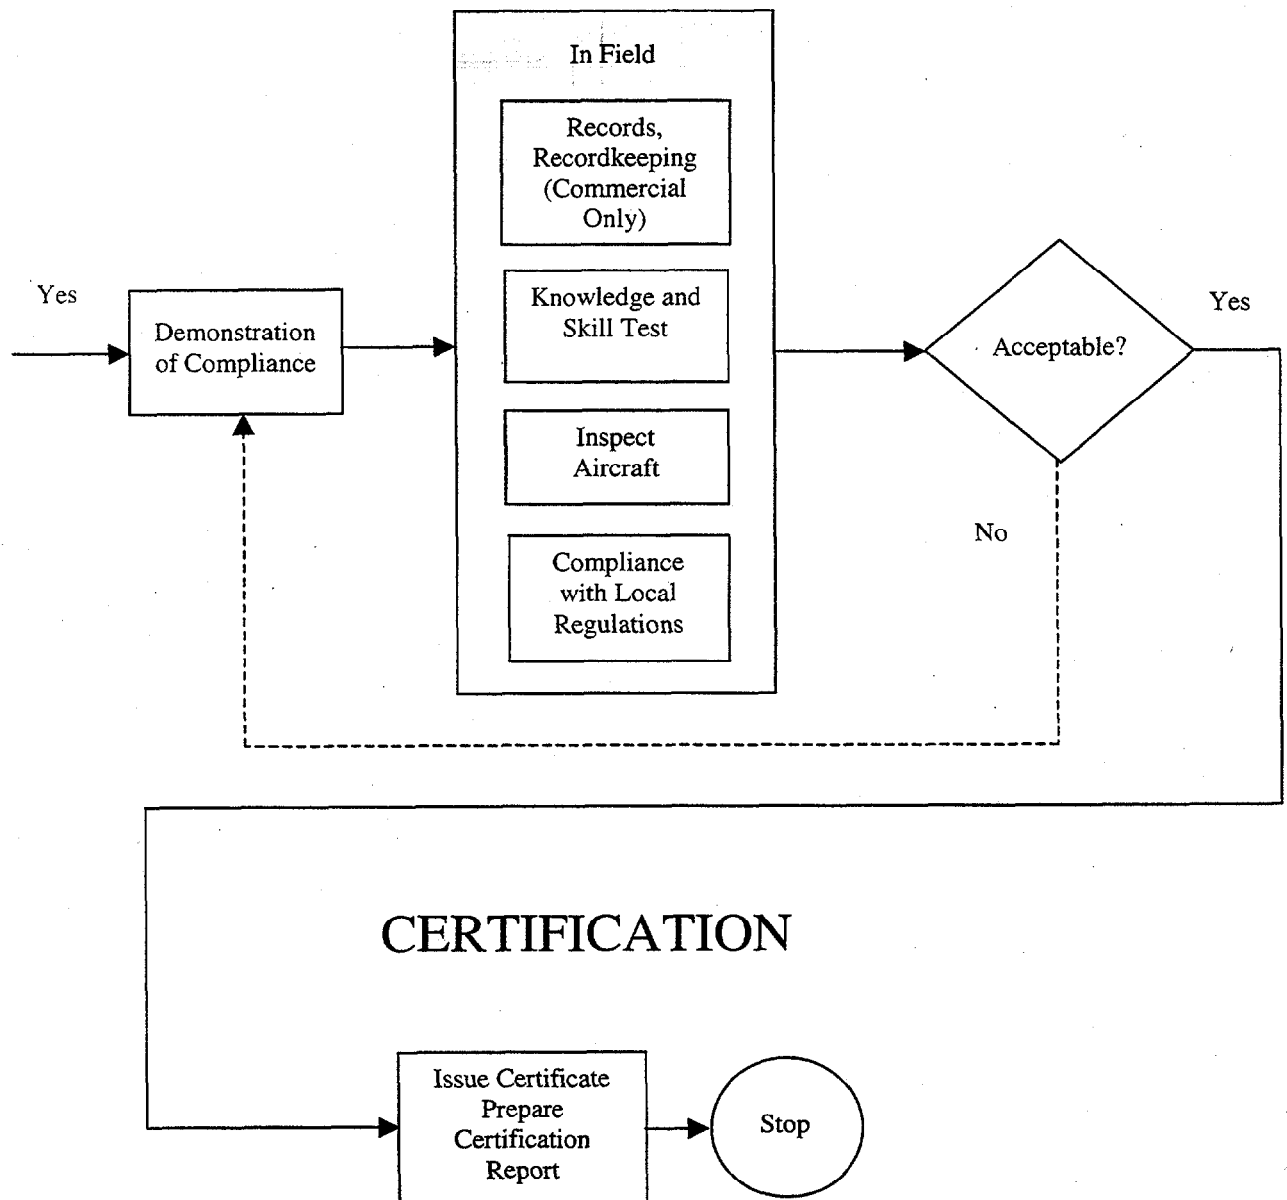 In Field
Records,
Recordkeeping
(Commercial
Only)
Yes
Demonstration
of Compliance
Knowledge and
Skill Test
Acceptable?
Yes
Inspect
Aircraft
No
Compliance
with Local
Regulations
CERTIFICATION
Issue Certificate
Prepare
Certification
Report
Stop